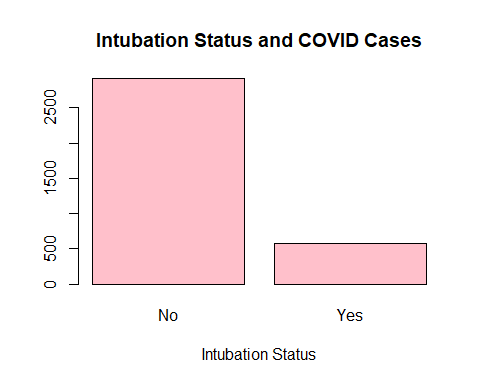 Intubation Status and COVID Cases
2500
1500
500
0
No Yes
Intubation Status